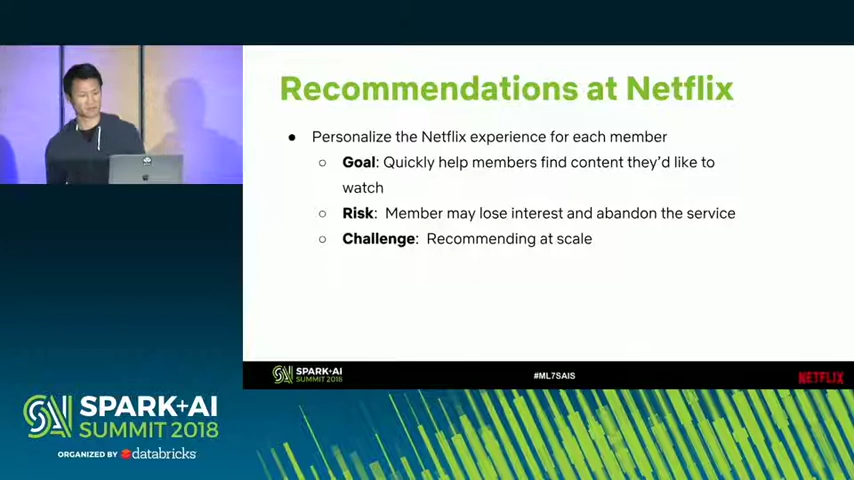 Recommendations at Netflix
● Personalize the Netflix experience for each member
○ Goal: Quickly help members find content they'd like to
watch
○ Risk: Member may lose interest and abandon the service
○ Challenge: Recommending at scale
SPARK+AI
SUMMIT 2018
#ML7SAIS
NETFLIX
SPARK+AI
SUMMIT 2018
ORGANIZED BY databricks